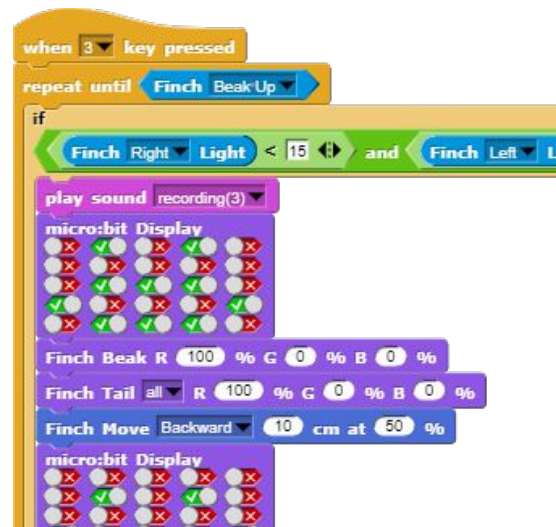 when 3 key pressed
repeat until Finch Beak Up
if
Finch Right Light < 15 and Finch Left L
play sound recording(3)
micro:bit Display
Finch Beak R 100 % G 0 % B 0 %
Finch Tail all R 100 % G 0 % B 0 %
Finch Move Backward 10 cm at 50 %
micro:bit Display